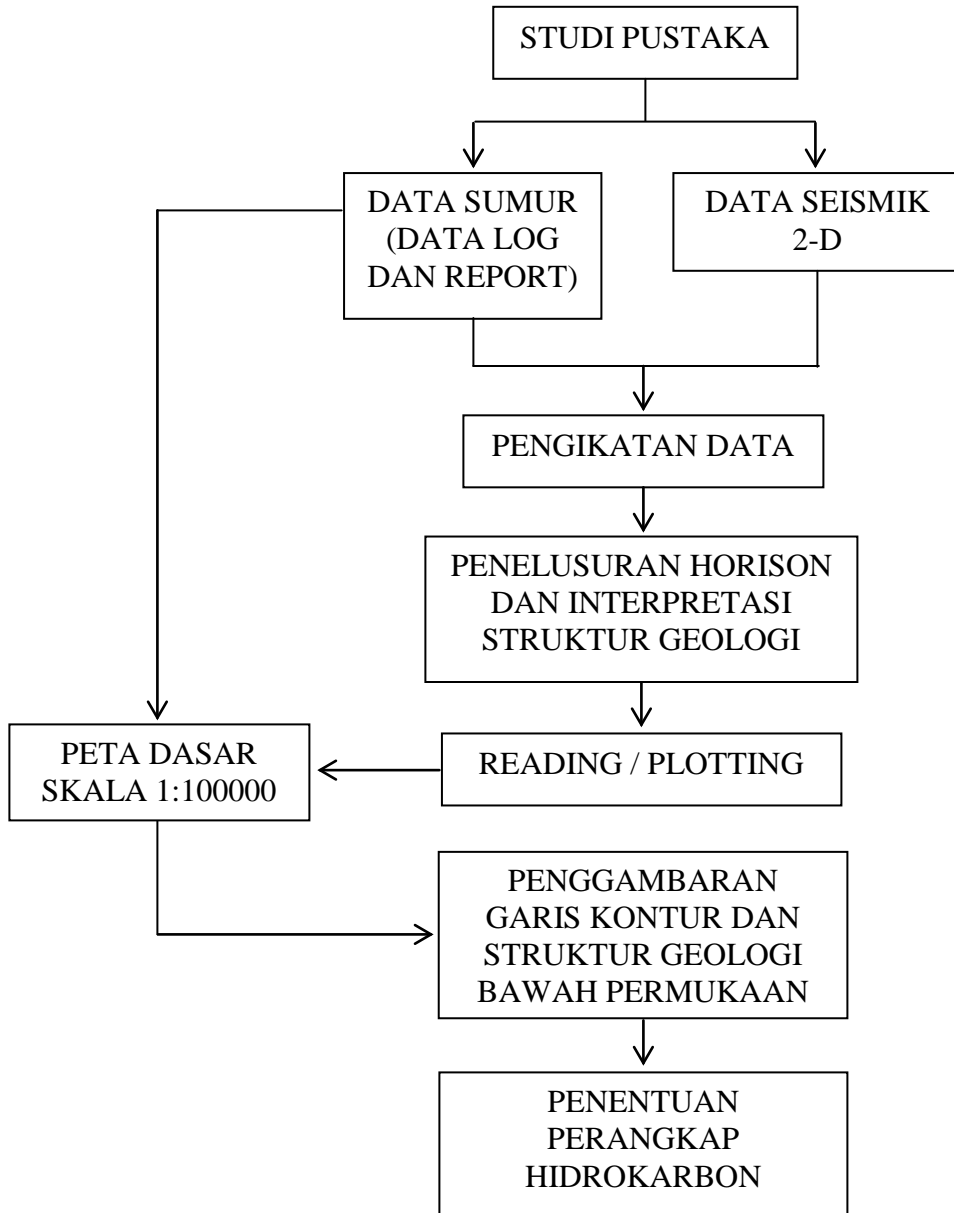 STUDI PUSTAKA
DATA SUMUR
(DATA LOG
DAN REPORT)
DATA SEISMIK
2-D
PENGIKATAN DATA
PENELUSURAN HORISON
DAN INTERPRETASI
STRUKTUR GEOLOGI
PETA DASAR
SKALA 1:100000
READING / PLOTTING
PENGGAMBARAN
GARIS KONTUR DAN
STRUKTUR GEOLOGI
BAWAH PERMUKAAN
PENENTUAN
PERANGKAP
HIDROKARBON